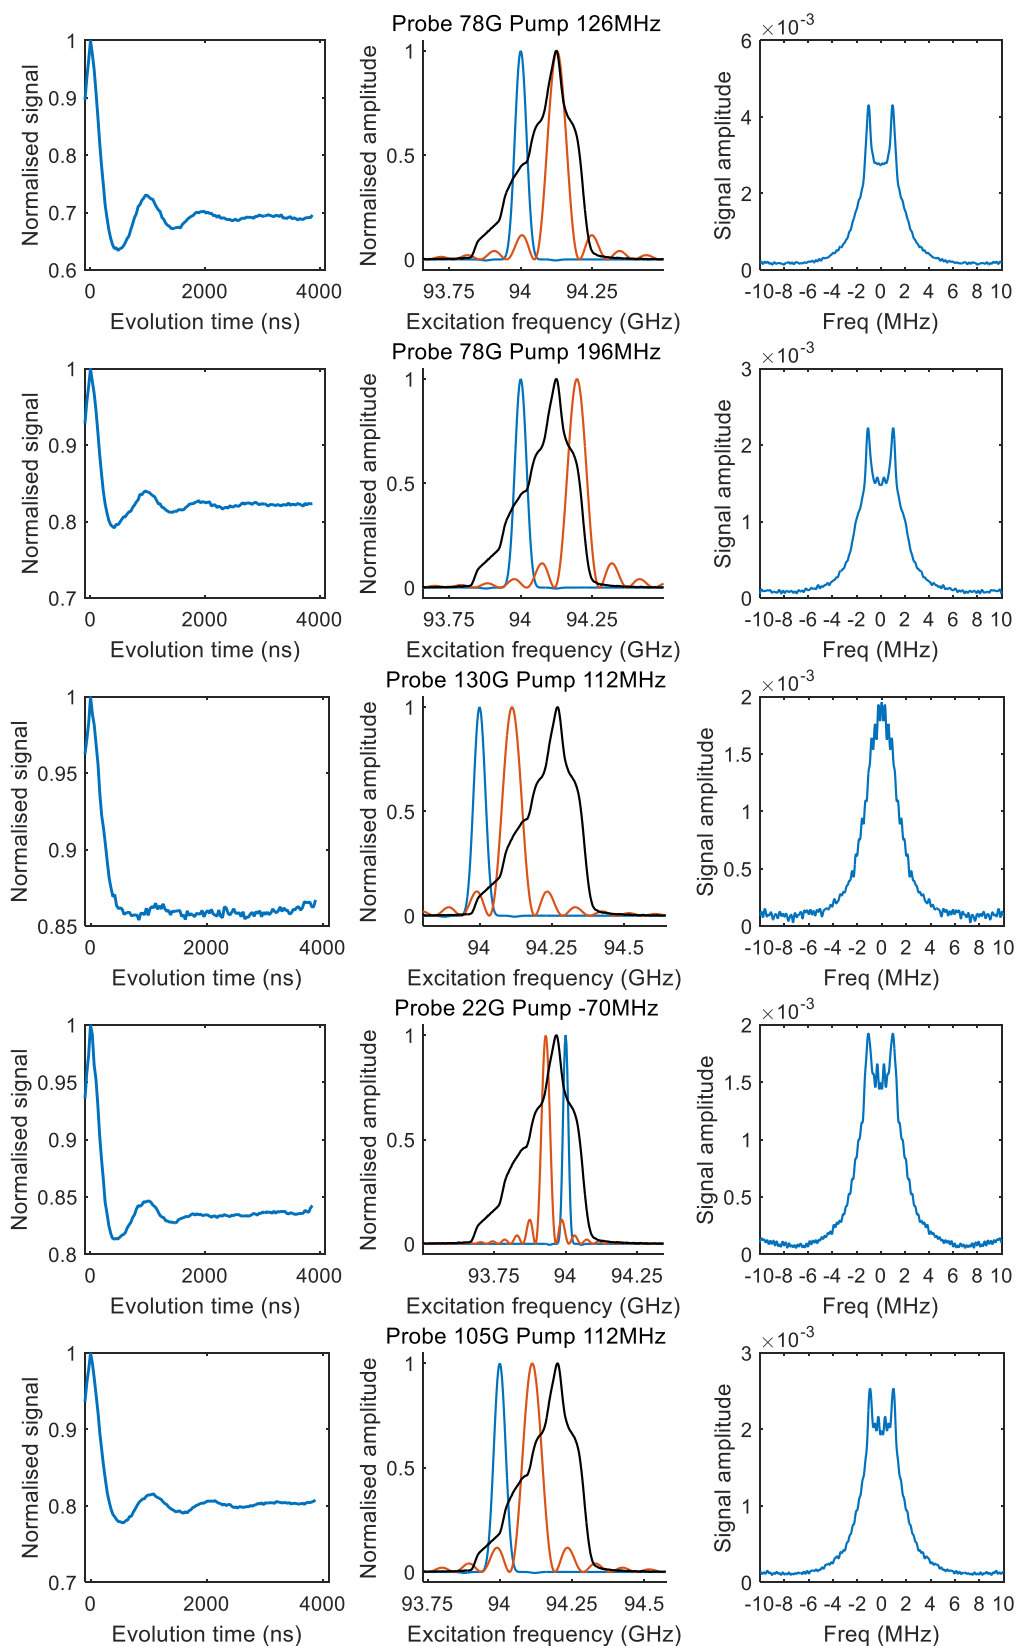 Probe 78G Pump 126MHz
1
0.9
0.8
0.7
0.6
Normalised signal
0 2000 4000
Evolution time (ns)
1
0.5
0
Normalised amplitude
93.75 94 94.25
Excitation frequency (GHz)
×10⁻³
6
4
2
0
Signal amplitude
-10 -8 -6 -4 -2 0 2 4 6 8 10
Freq (MHz)
Probe 78G Pump 196MHz
1
0.9
0.8
0.7
Normalised signal
0 2000 4000
Evolution time (ns)
1
0.5
0
Normalised amplitude
93.75 94 94.25
Excitation frequency (GHz)
×10⁻³
3
2
1
0
Signal amplitude
-10 -8 -6 -4 -2 0 2 4 6 8 10
Freq (MHz)
Probe 130G Pump 112MHz
1
0.95
0.9
0.85
Normalised signal
0 2000 4000
Evolution time (ns)
1
0.5
0
Normalised amplitude
94 94.25 94.5
Excitation frequency (GHz)
×10⁻³
2
1.5
1
0.5
0
Signal amplitude
-10 -8 -6 -4 -2 0 2 4 6 8 10
Freq (MHz)
Probe 22G Pump -70MHz
1
0.95
0.9
0.85
0.8
Normalised signal
0 2000 4000
Evolution time (ns)
1
0.5
0
Normalised amplitude
93.75 94 94.25
Excitation frequency (GHz)
×10⁻³
2
1.5
1
0.5
0
Signal amplitude
-10 -8 -6 -4 -2 0 2 4 6 8 10
Freq (MHz)
Probe 105G Pump 112MHz
1
0.9
0.8
0.7
Normalised signal
0 2000 4000
Evolution time (ns)
1
0.5
0
Normalised amplitude
93.75 94 94.25 94.5
Excitation frequency (GHz)
×10⁻³
3
2
1
0
Signal amplitude
-10 -8 -6 -4 -2 0 2 4 6 8 10
Freq (MHz)